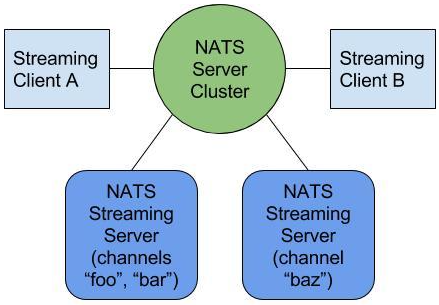 Streaming
Client A
NATS
Server
Cluster
Streaming
Client B
NATS
Streaming
Server
(channels
“foo”, “bar”)
NATS
Streaming
Server
(channel
“baz”)